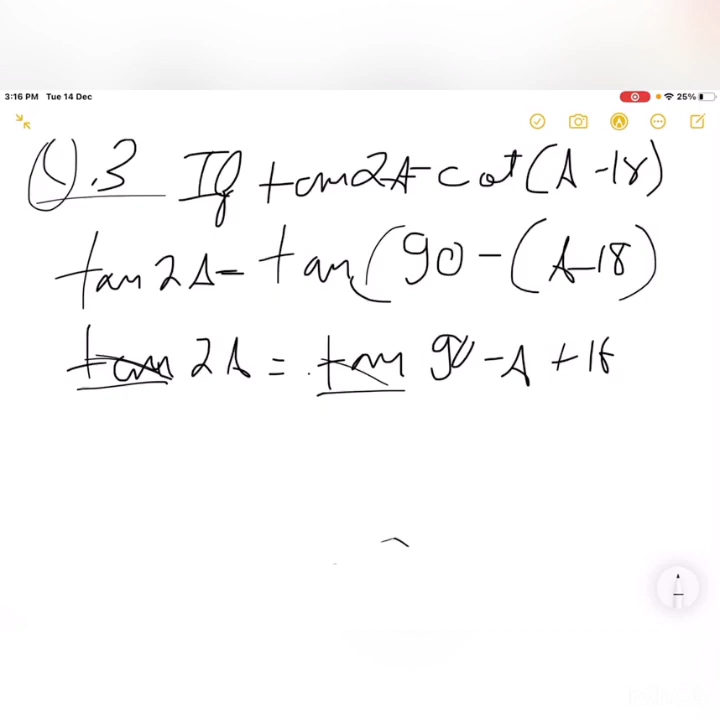 3:16 PM Tue 14 Dec 25%
Q.3 If tan2A=cot(A-18)
tan2A=tan(90-(A-18)
tan 2A = tan 90-A+18